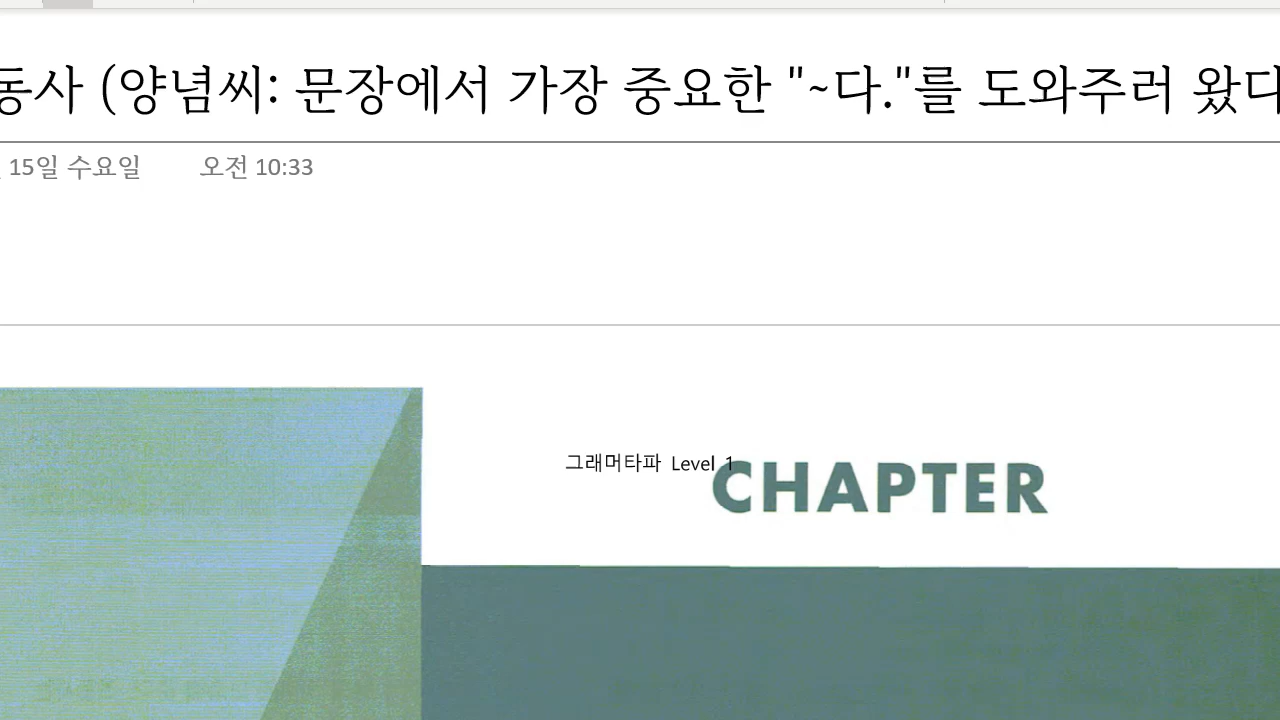 동사 (양념씨: 문장에서 가장 중요한 "~다."를 도와주러 왔다
15일 수요일 오전 10:33
그래머타파 Level 1
CHAPTER